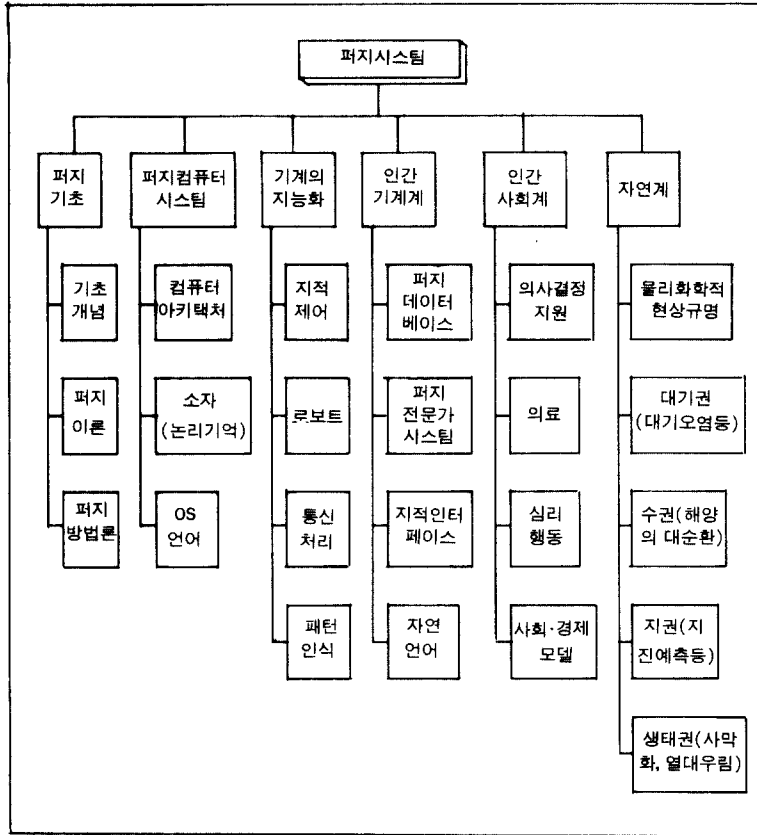 퍼지시스팀
퍼지
기초
퍼지컴퓨터
시스팀
기계의
지능화
인간
기계계
인간
사회계
자연계
기초
개념
컴퓨터
아키택처
지적
제어
퍼지
데이터
베이스
의사결정
지원
물리화학적
현상규명
퍼지
이론
소자
(논리기억)
로보트
퍼지
전문가
시스팀
의료
대기권
(대기오염등)
퍼지
방법론
OS
언어
통신
처리
지적인터
페이스
심리
행동
수권(해양
의 대순환)
패턴
인식
자연
언어
사회·경제
모델
지권(지
진예측등)
생태권(사막
화, 열대우림)